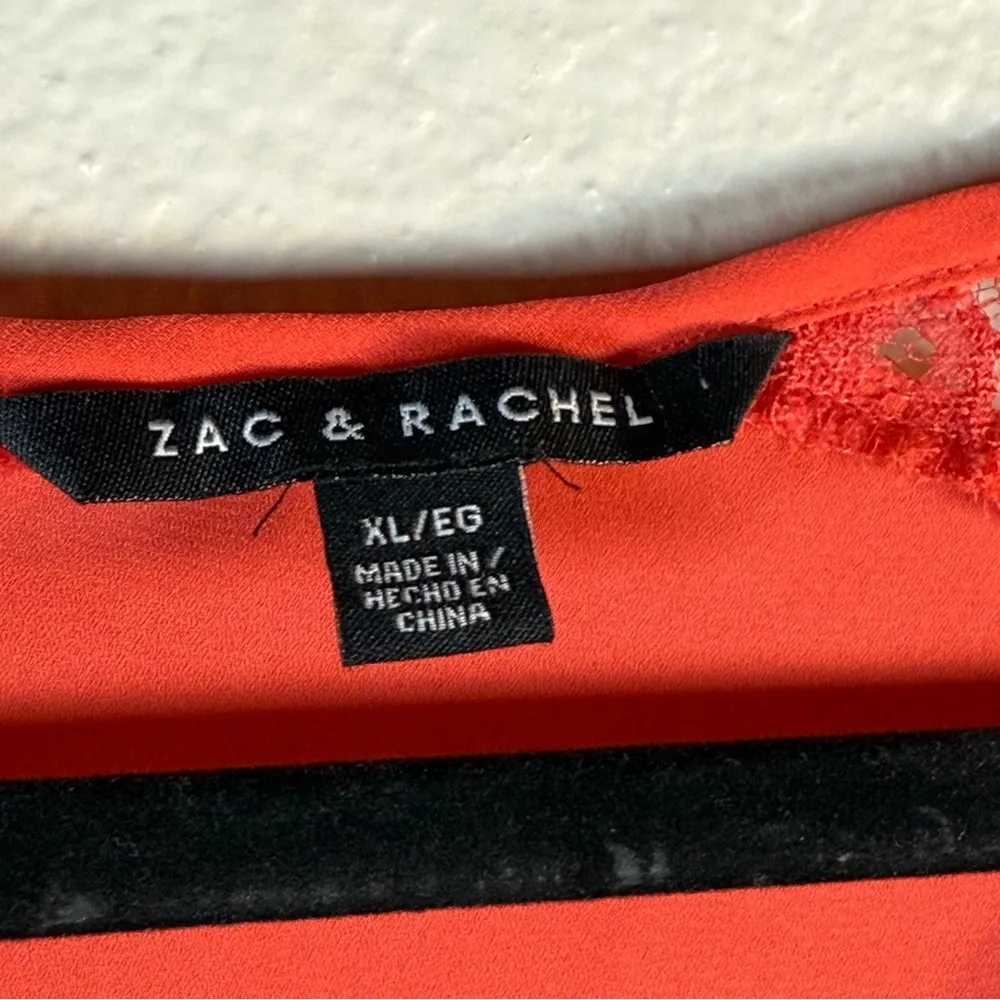 ZAC & RACHEL
XL/EG
MADE IN /
HECHO EN
CHINA